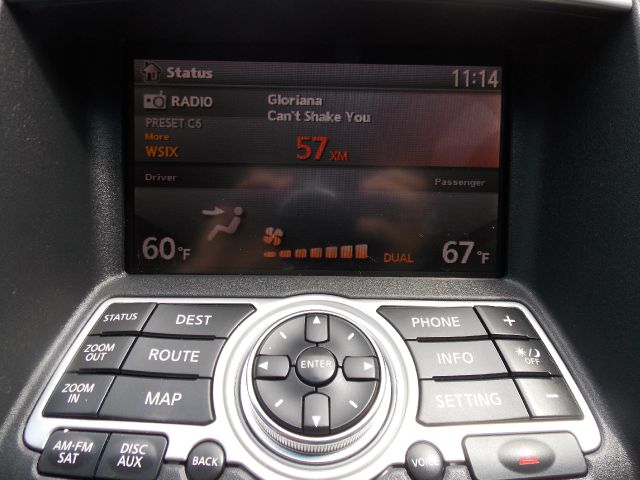 Status 11:14
RADIO Gloriana
Can't Shake You
PRESET C6
More
WSIX 57 XM
Driver Passenger
60°F DUAL 67°F
STATUS DEST PHONE +
ZOOM OUT ROUTE INFO OFF
ZOOM IN MAP SETTING -
ENTER
AM·FM SAT DISC AUX BACK VOICE